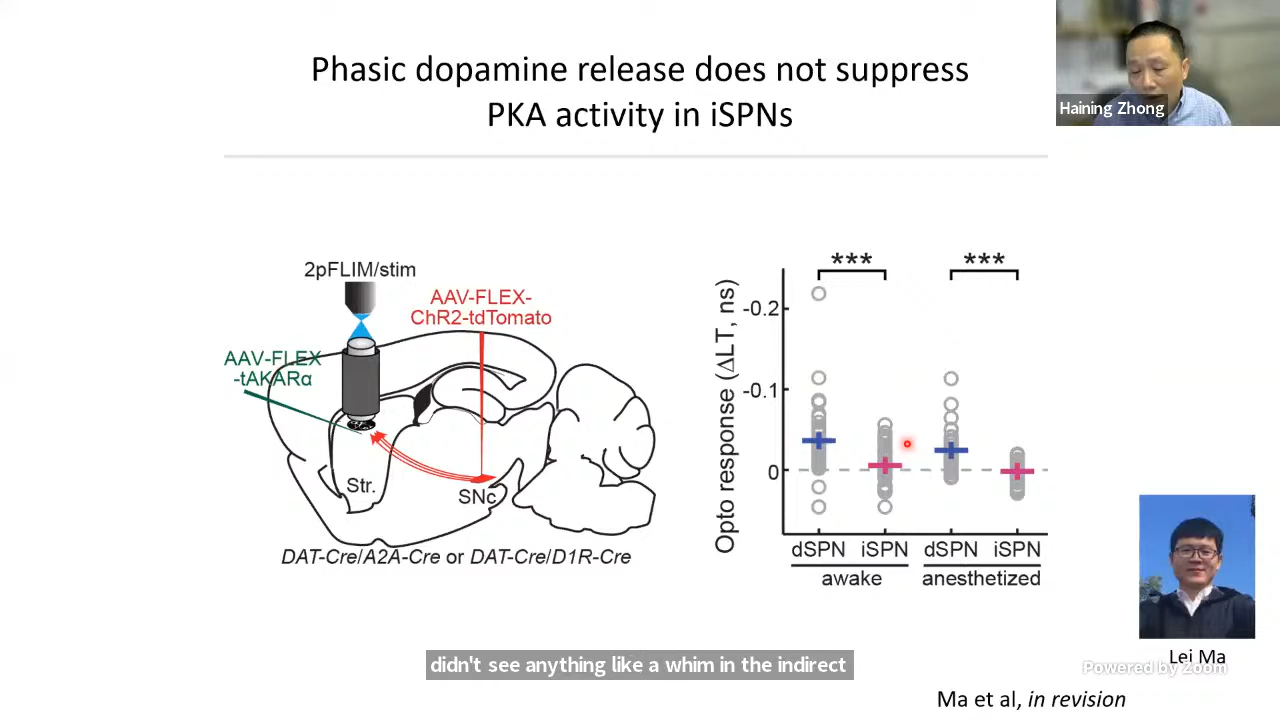 Phasic dopamine release does not suppress
PKA activity in iSPNs
Haining Zhong
2pFLIM/stim
AAV-FLEX-
ChR2-tdTomato
AAV-FLEX
-tAKARα
Str.
SNc
DAT-Cre/A2A-Cre or DAT-Cre/D1R-Cre
Opto response (ΔLT, ns)
-0.2
-0.1
0
***
***
dSPN iSPN dSPN iSPN
awake anesthetized
Lei Ma
Powered by Zoom
didn't see anything like a whim in the indirect
Ma et al, in revision